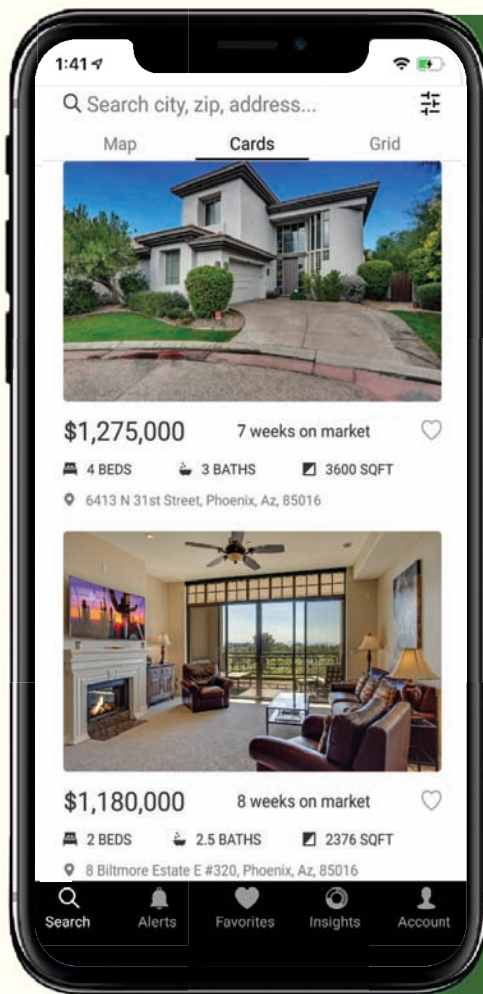 1:41
Search city, zip, address...
Map Cards Grid
$1,275,000 7 weeks on market
4 BEDS 3 BATHS 3600 SQFT
6413 N 31st Street, Phoenix, Az, 85016
$1,180,000 8 weeks on market
2 BEDS 2.5 BATHS 2376 SQFT
8 Biltmore Estate E #320, Phoenix, Az, 85016
Search Alerts Favorites Insights Account